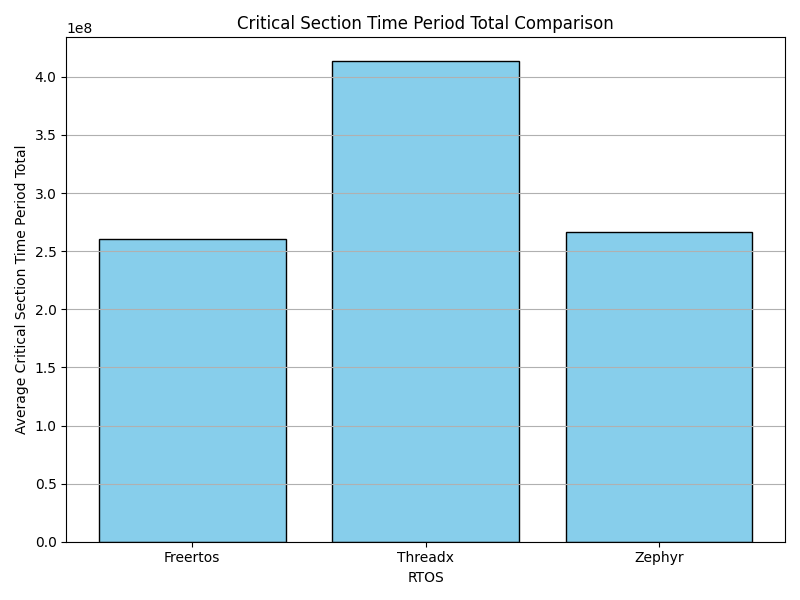 Critical Section Time Period Total Comparison
1e8
Average Critical Section Time Period Total
4.0
3.5
3.0
2.5
2.0
1.5
1.0
0.5
0.0
Freertos Threadx Zephyr
RTOS